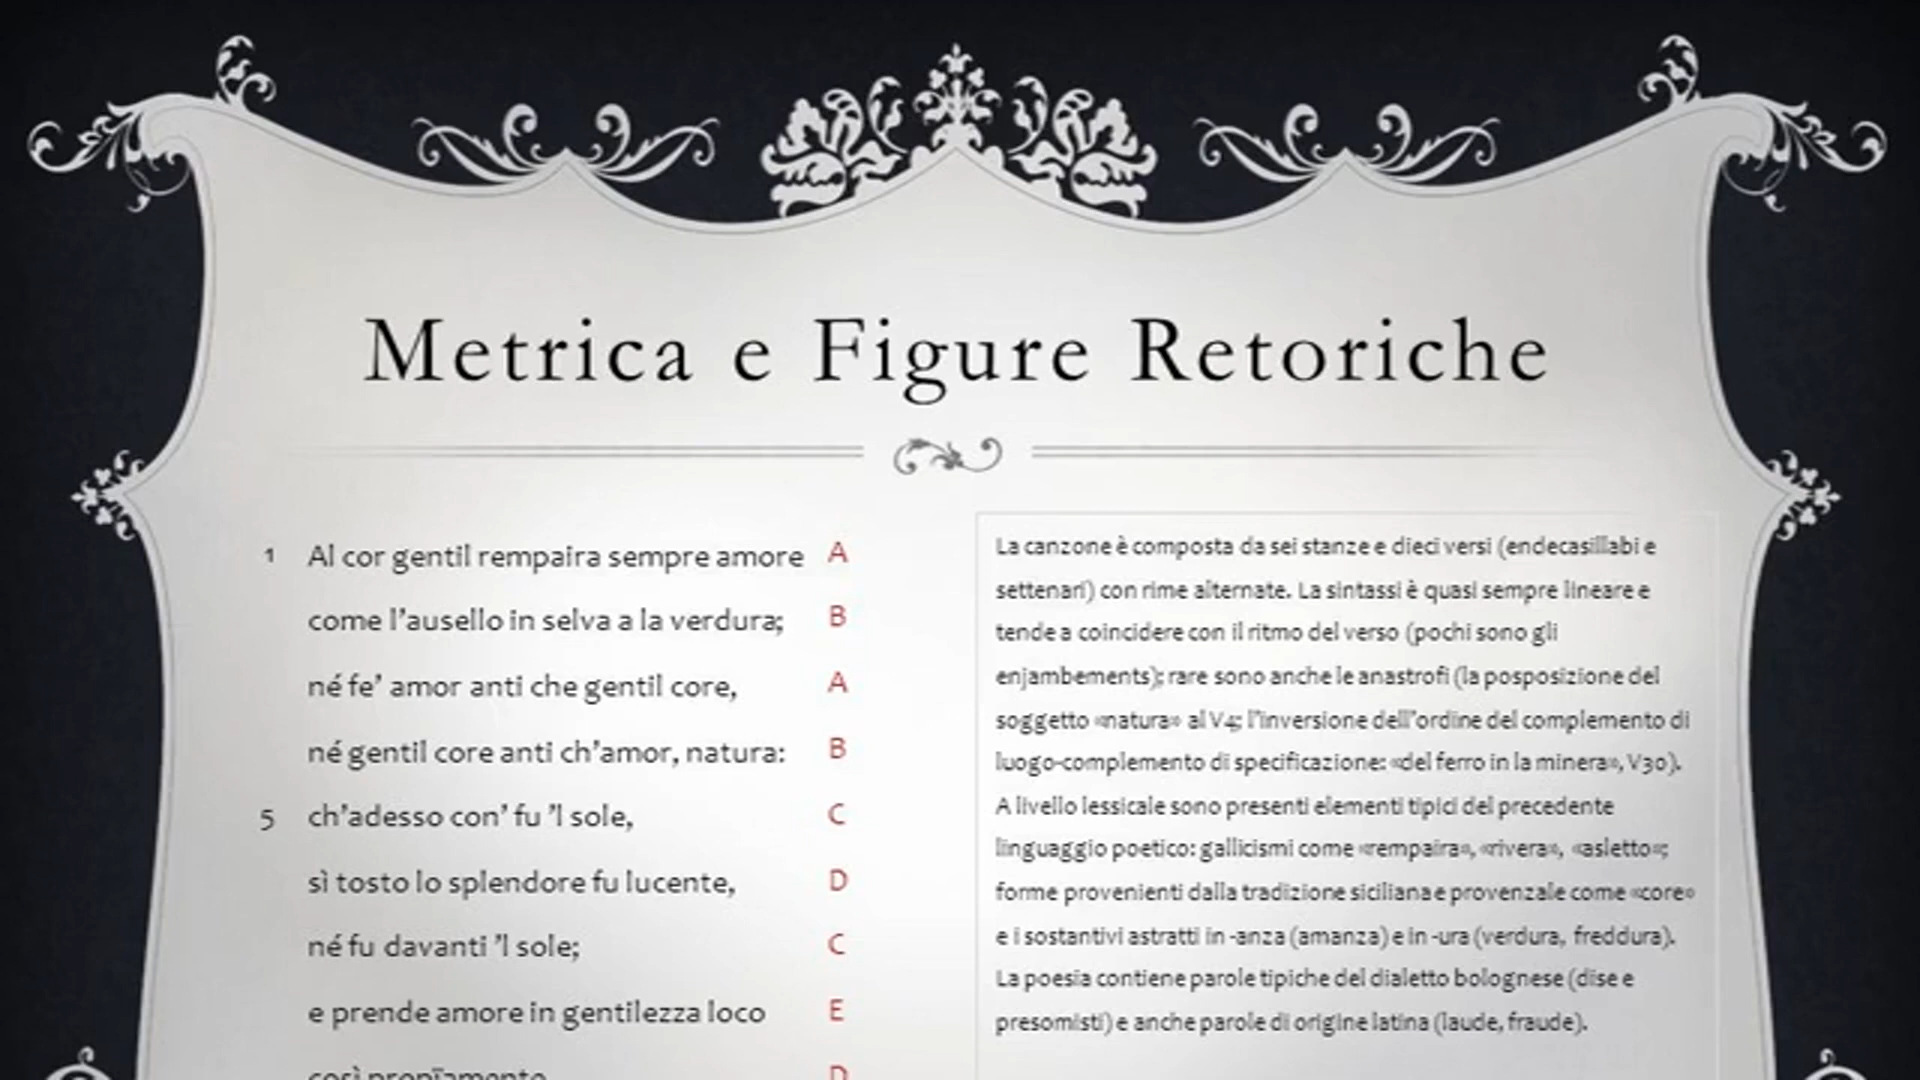 Metrica e Figure Retoriche
1 Al cor gentil rempaira sempre amore A
come l'ausello in selva a la verdura; B
né fe' amor anti che gentil core, A
né gentil core anti ch'amor, natura: B
5 ch'adesso con' fu 'l sole, C
sì tosto lo splendore fu lucente, D
né fu davanti 'l sole; C
e prende amore in gentilezza loco E
così propïamente D
La canzone è composta da sei stanze e dieci versi (endecasillabi e
settenari) con rime alternate. La sintassi è quasi sempre lineare e
tende a coincidere con il ritmo del verso (pochi sono gli
enjambements); rare sono anche le anastrofi (la posposizione del
soggetto «natura» al V4; l'inversione dell'ordine del complemento di
luogo-complemento di specificazione: «del ferro in la minera», V30).
A livello lessicale sono presenti elementi tipici del precedente
linguaggio poetico: gallicismi come «rempaira», «rivera», «asletto»;
forme provenienti dalla tradizione siciliana e provenzale come «core»
e i sostantivi astratti in -anza (amanza) e in -ura (verdura, freddura).
La poesia contiene parole tipiche del dialetto bolognese (dise e
presomisti) e anche parole di origine latina (laude, fraude).